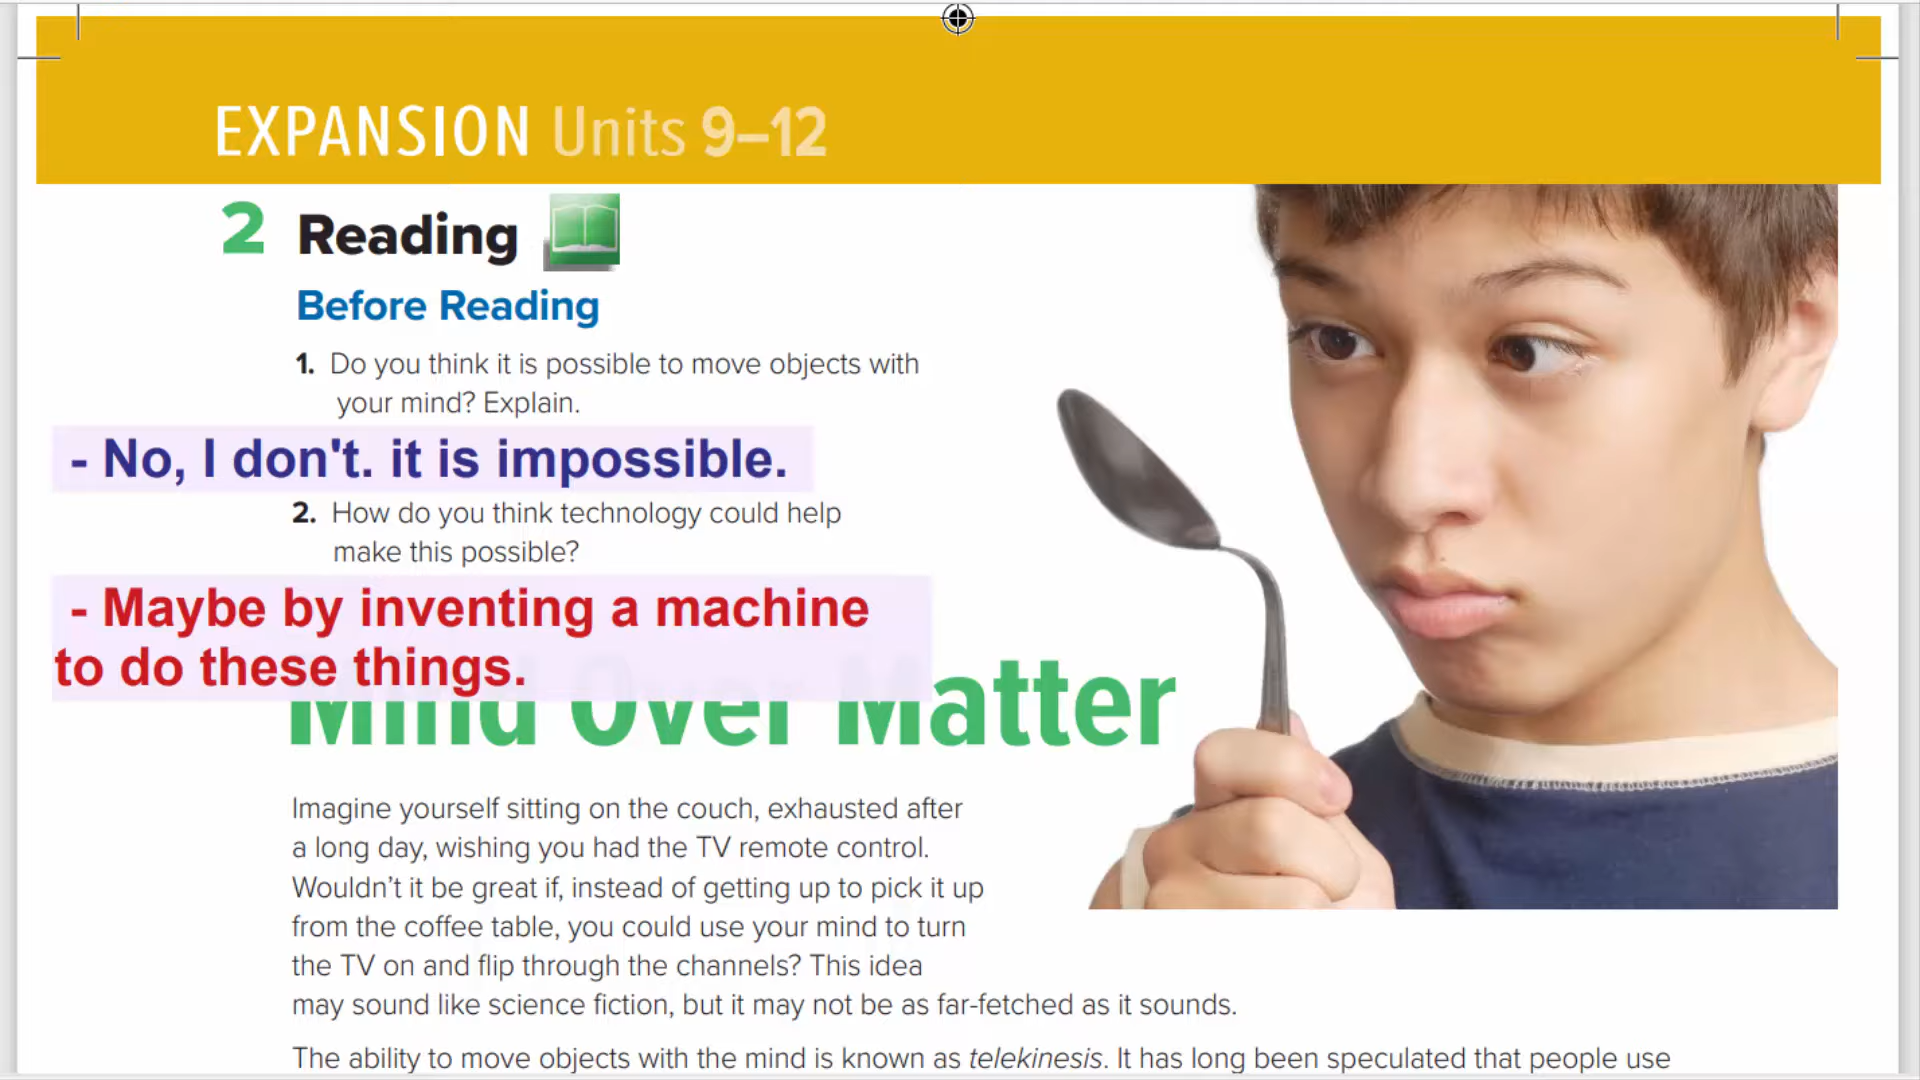 EXPANSION Units 9–12
2 Reading
Before Reading
1. Do you think it is possible to move objects with
your mind? Explain.
- No, I don't. it is impossible.
2. How do you think technology could help
make this possible?
- Maybe by inventing a machine
to do these things.
Mind Over Matter
Imagine yourself sitting on the couch, exhausted after
a long day, wishing you had the TV remote control.
Wouldn’t it be great if, instead of getting up to pick it up
from the coffee table, you could use your mind to turn
the TV on and flip through the channels? This idea
may sound like science fiction, but it may not be as far-fetched as it sounds.
The ability to move objects with the mind is known as telekinesis. It has long been speculated that people use